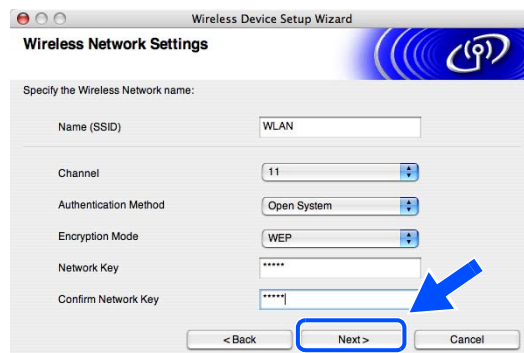 Wireless Device Setup Wizard
Wireless Network Settings
Specify the Wireless Network name:
Name (SSID) WLAN
Channel 11
Authentication Method Open System
Encryption Mode WEP
Network Key *****
Confirm Network Key *****
< Back Next > Cancel